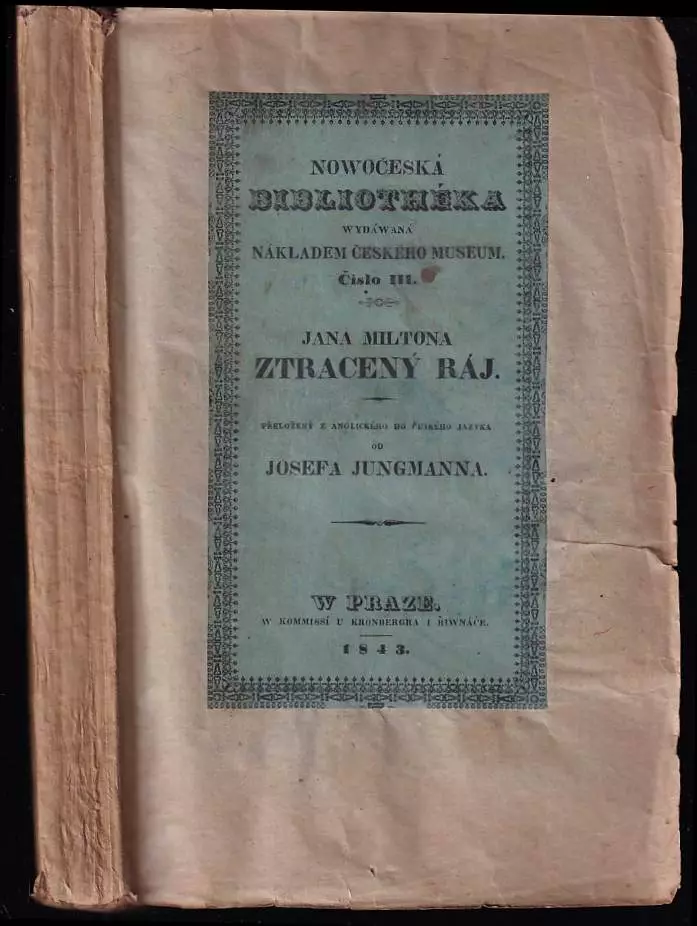 NOWOČESKÁ
BIBLIOTHÉKA
WYDÁWANÁ
NÁKLADEM ČESKÉHO MUSEUM.
Číslo III.
JANA MILTONA
ZTRACENÝ RÁJ.
PŘELOŽENÝ Z ANGLICKÉHO DO ČESKÉHO JAZYKA
OD
JOSEFA JUNGMANNA.
W PRAZE.
W KOMMISSÍ U KRONBERGRA I ŘIWNÁČE.
1843.